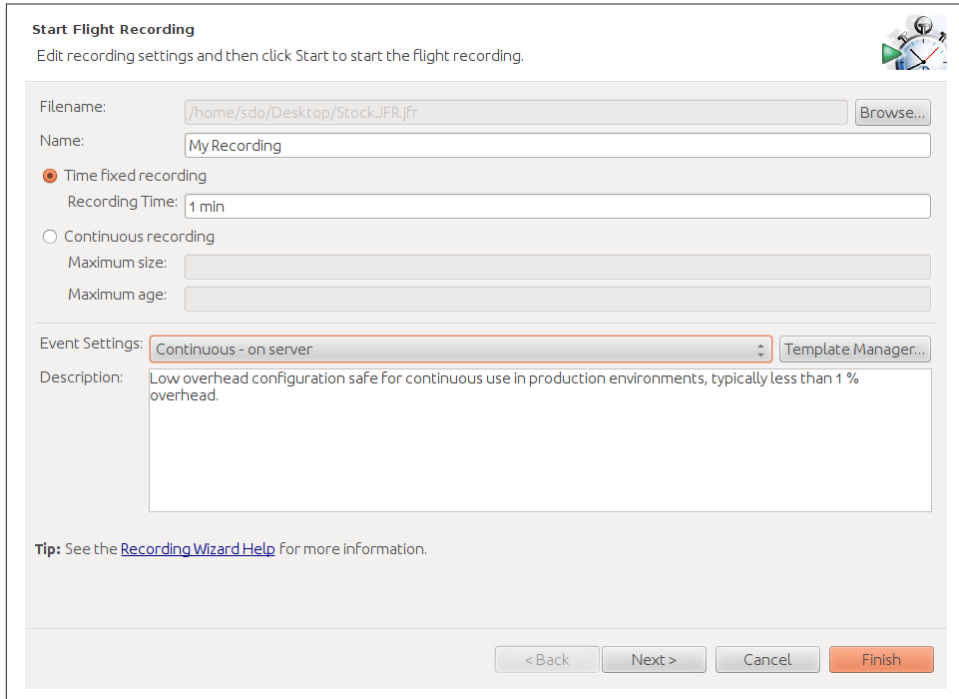 Start Flight Recording
Edit recording settings and then click Start to start the flight recording.
Filename: /home/sdo/Desktop/StockJFR.jfr Browse...
Name: My Recording
Time fixed recording
Recording Time: 1 min
Continuous recording
Maximum size:
Maximum age:
Event Settings: Continuous - on server Template Manager...
Description: Low overhead configuration safe for continuous use in production environments, typically less than 1 %
overhead.
Tip: See the Recording Wizard Help for more information.
< Back Next > Cancel Finish